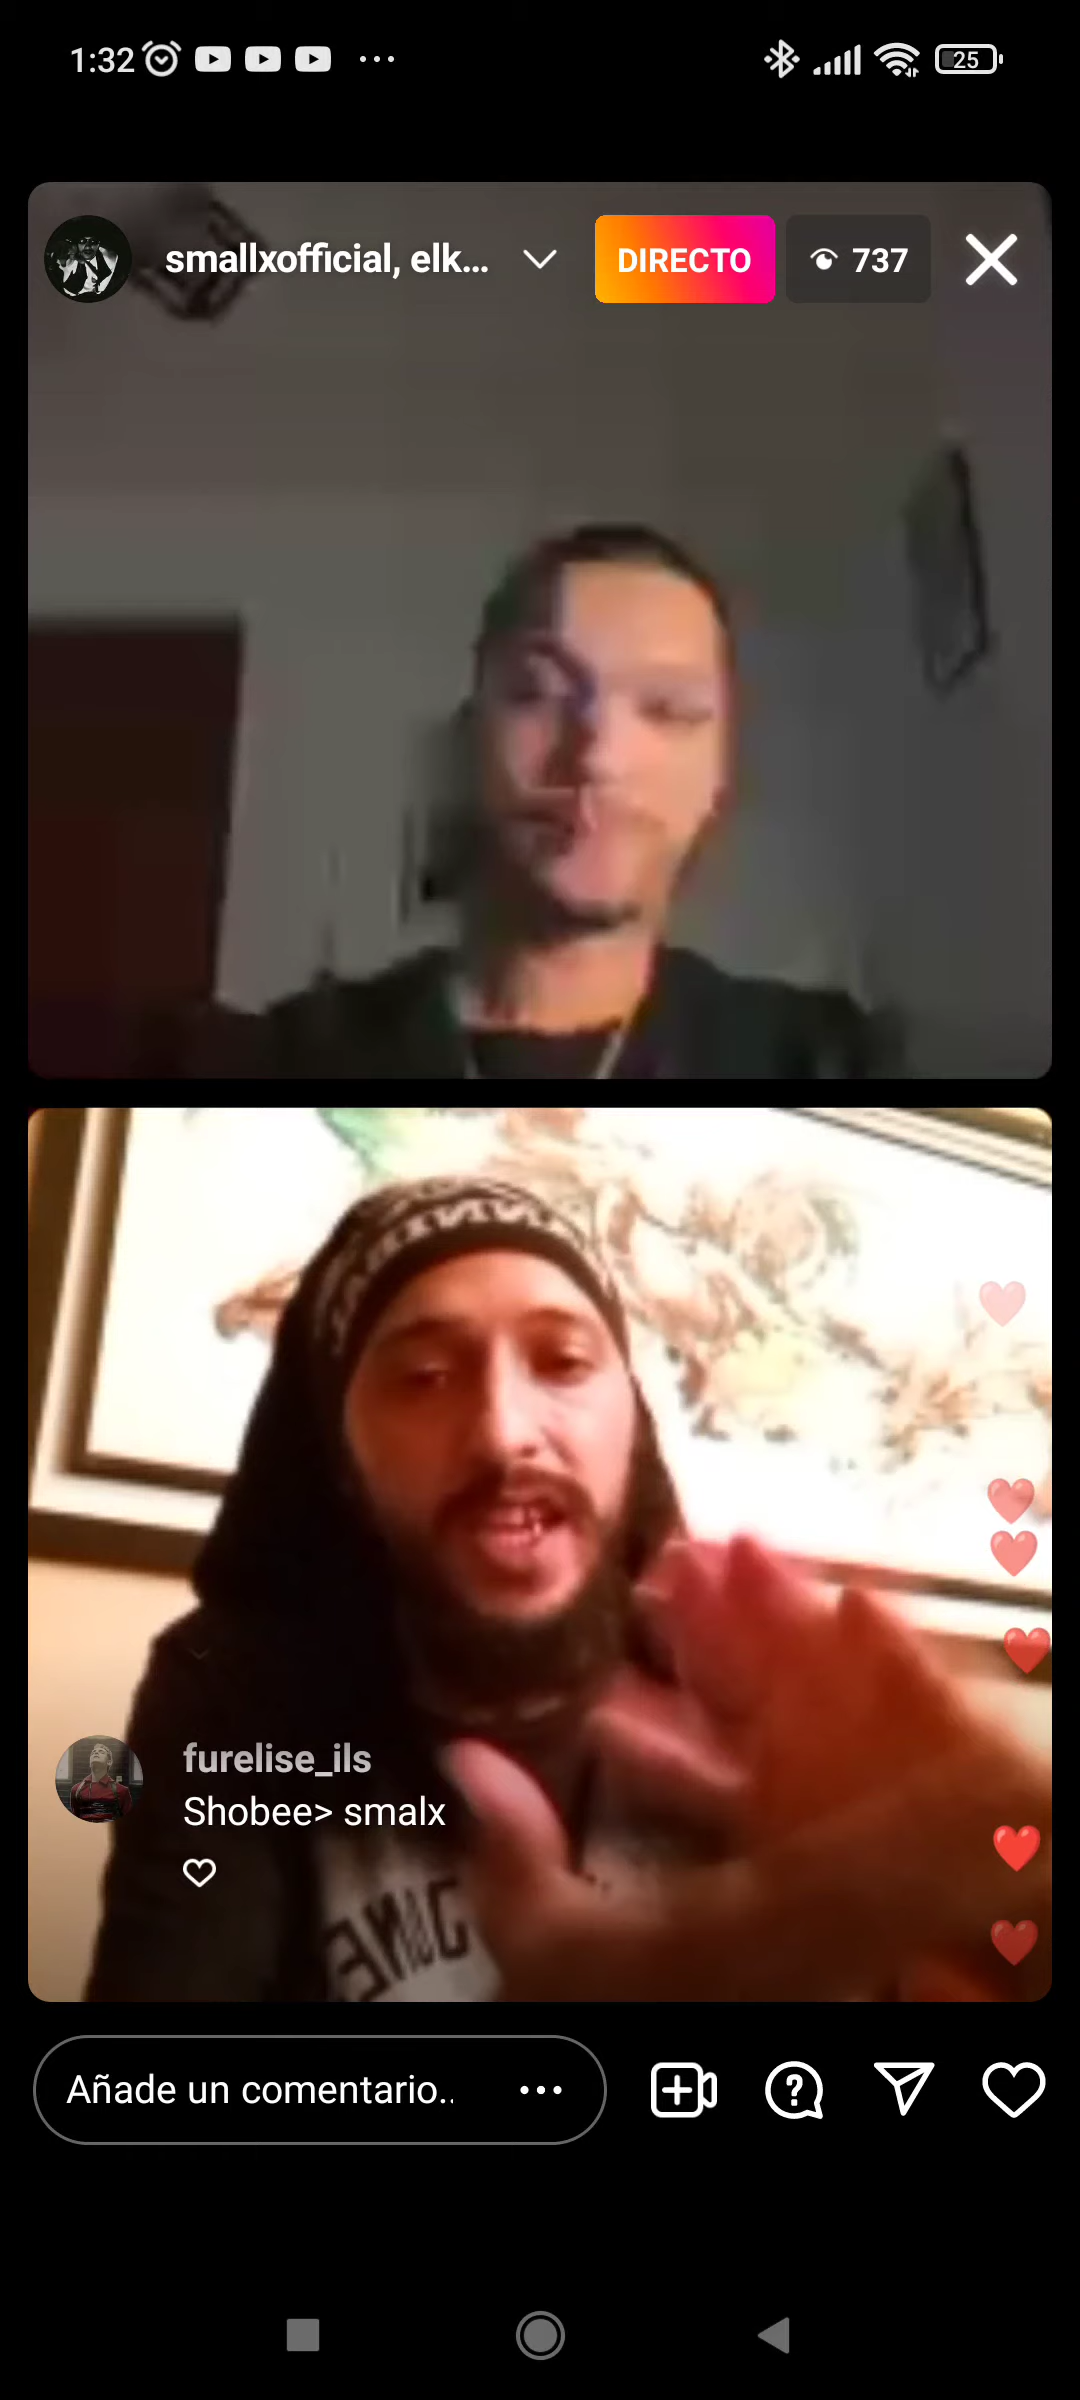 1:32
25
smallxofficial, elk...
DIRECTO
737
furelise_ils
Shobee> smalx
Añade un comentario..